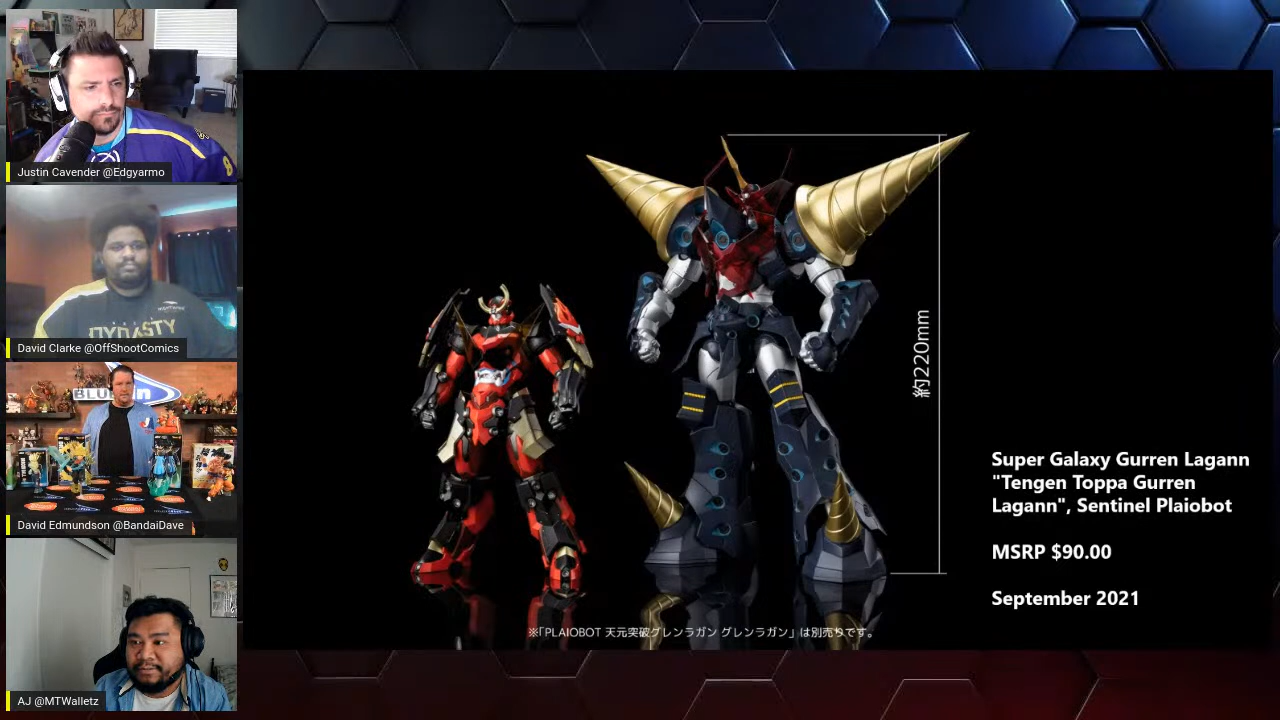 Justin Cavender @Edgyarmo
DYNASTY
David Clarke @OffShootComics
BLU
David Edmundson @BandaiDave
AJ @MTWalletz
約220mm
Super Galaxy Gurren Lagann
"Tengen Toppa Gurren
Lagann", Sentinel Plaiobot
MSRP $90.00
September 2021
※「PLAIOBOT 天元突破グレンラガン グレンラガン」は別売りです。